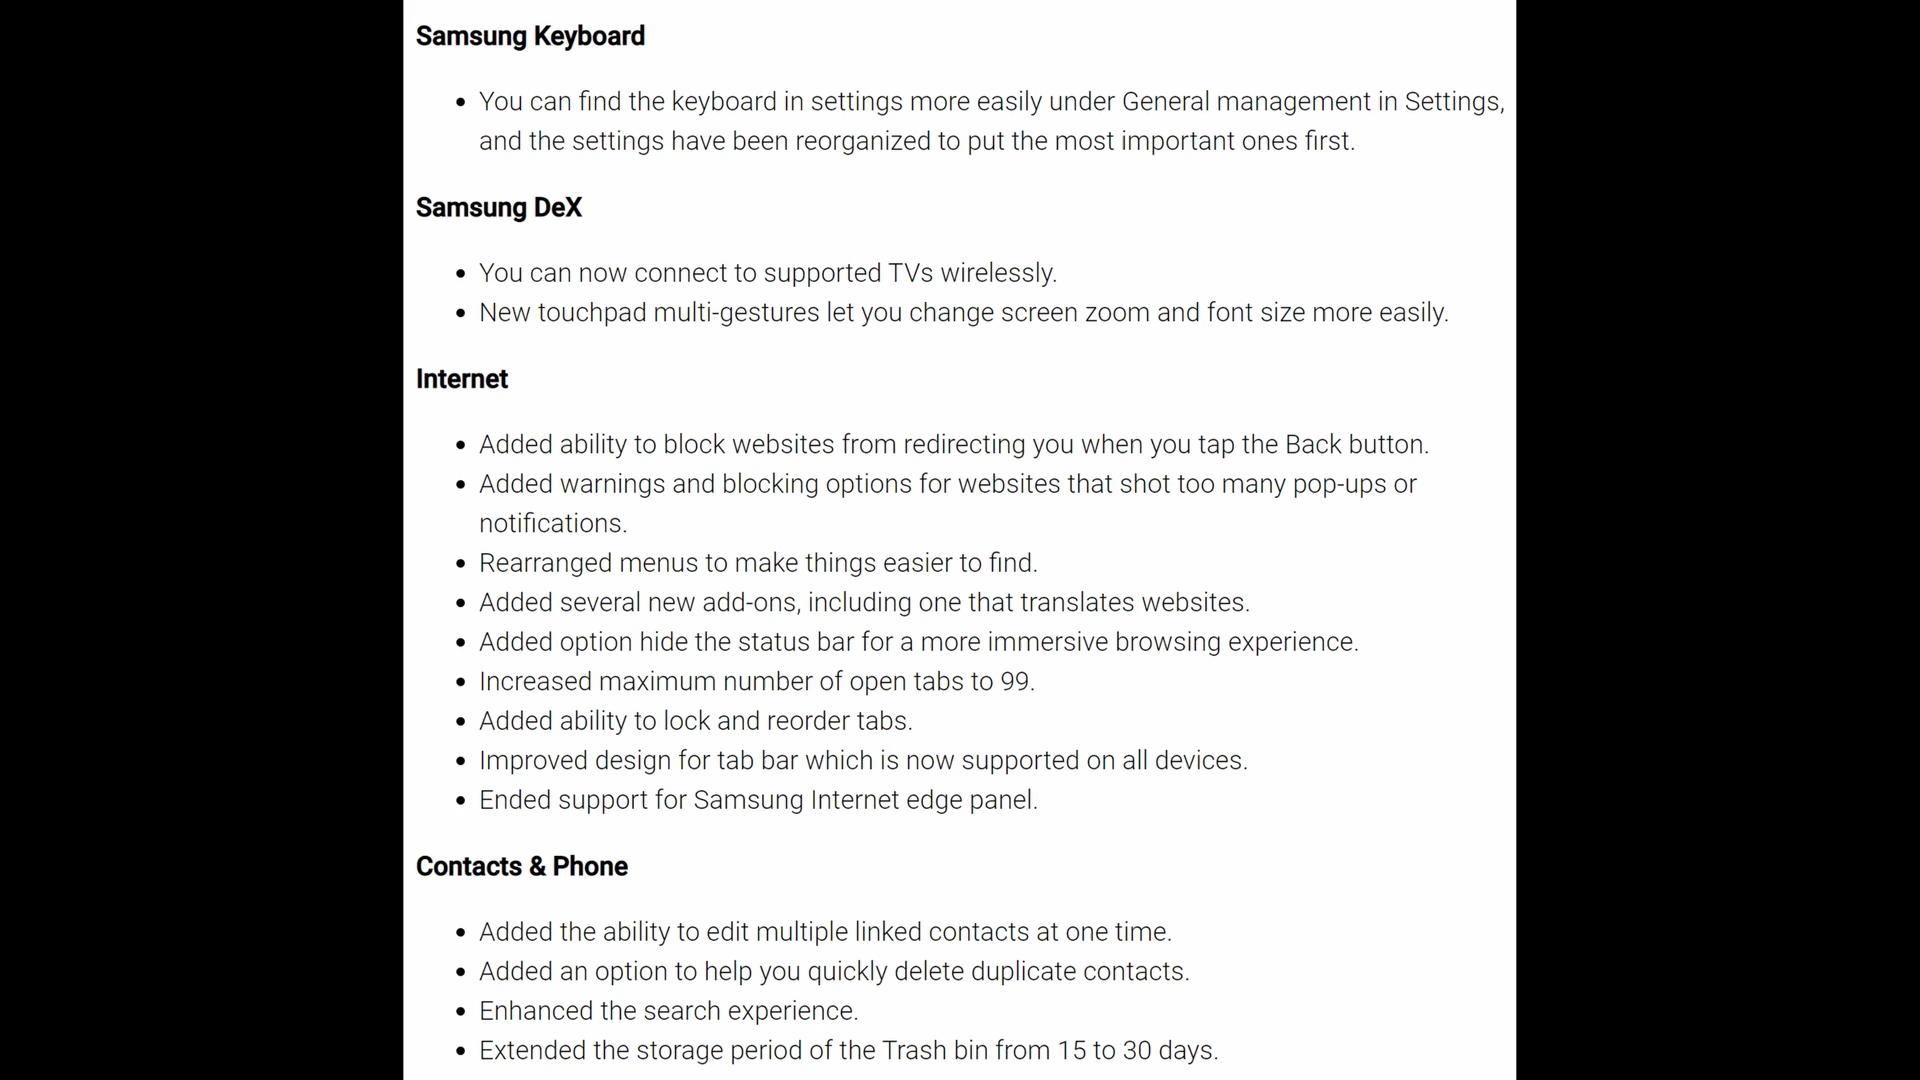 Samsung Keyboard
• You can find the keyboard in settings more easily under General management in Settings,
and the settings have been reorganized to put the most important ones first.
Samsung DeX
• You can now connect to supported TVs wirelessly.
• New touchpad multi-gestures let you change screen zoom and font size more easily.
Internet
• Added ability to block websites from redirecting you when you tap the Back button.
• Added warnings and blocking options for websites that shot too many pop-ups or
notifications.
• Rearranged menus to make things easier to find.
• Added several new add-ons, including one that translates websites.
• Added option hide the status bar for a more immersive browsing experience.
• Increased maximum number of open tabs to 99.
• Added ability to lock and reorder tabs.
• Improved design for tab bar which is now supported on all devices.
• Ended support for Samsung Internet edge panel.
Contacts & Phone
• Added the ability to edit multiple linked contacts at one time.
• Added an option to help you quickly delete duplicate contacts.
• Enhanced the search experience.
• Extended the storage period of the Trash bin from 15 to 30 days.